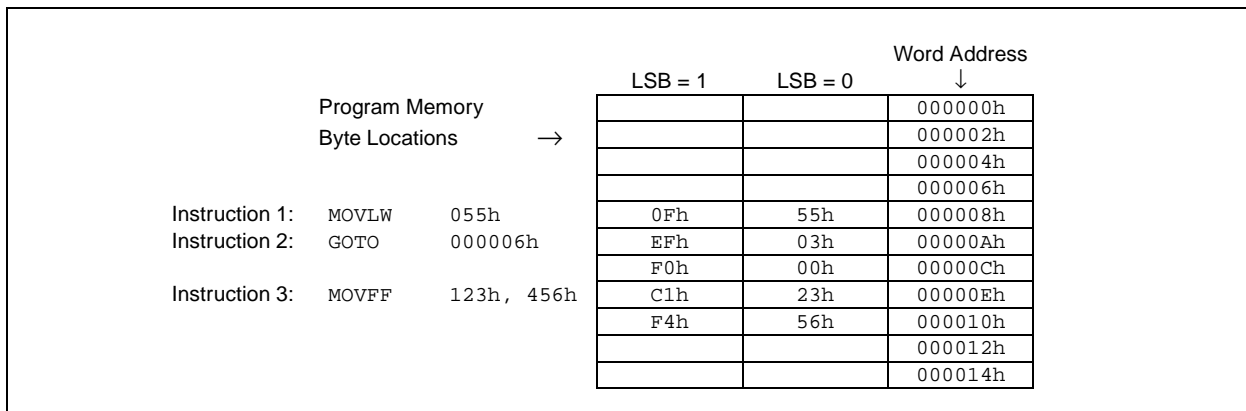 Word Address
LSB = 1 LSB = 0 ↓
Program Memory 000000h
Byte Locations → 000002h
000004h
000006h
Instruction 1: MOVLW 055h 0Fh 55h 000008h
Instruction 2: GOTO 000006h EFh 03h 00000Ah
F0h 00h 00000Ch
Instruction 3: MOVFF 123h, 456h C1h 23h 00000Eh
F4h 56h 000010h
000012h
000014h